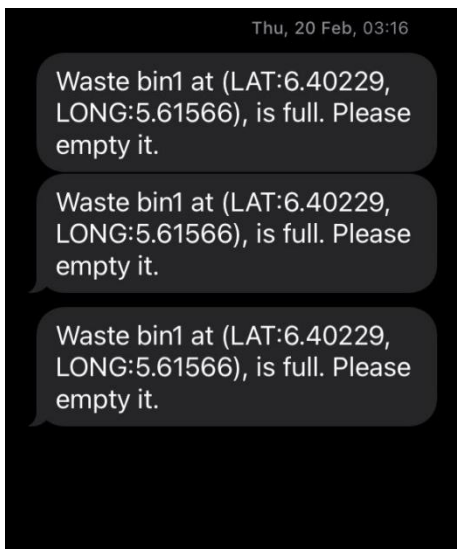 Thu, 20 Feb, 03:16
Waste bin1 at (LAT:6.40229,
LONG:5.61566), is full. Please
empty it.
Waste bin1 at (LAT:6.40229,
LONG:5.61566), is full. Please
empty it.
Waste bin1 at (LAT:6.40229,
LONG:5.61566), is full. Please
empty it.